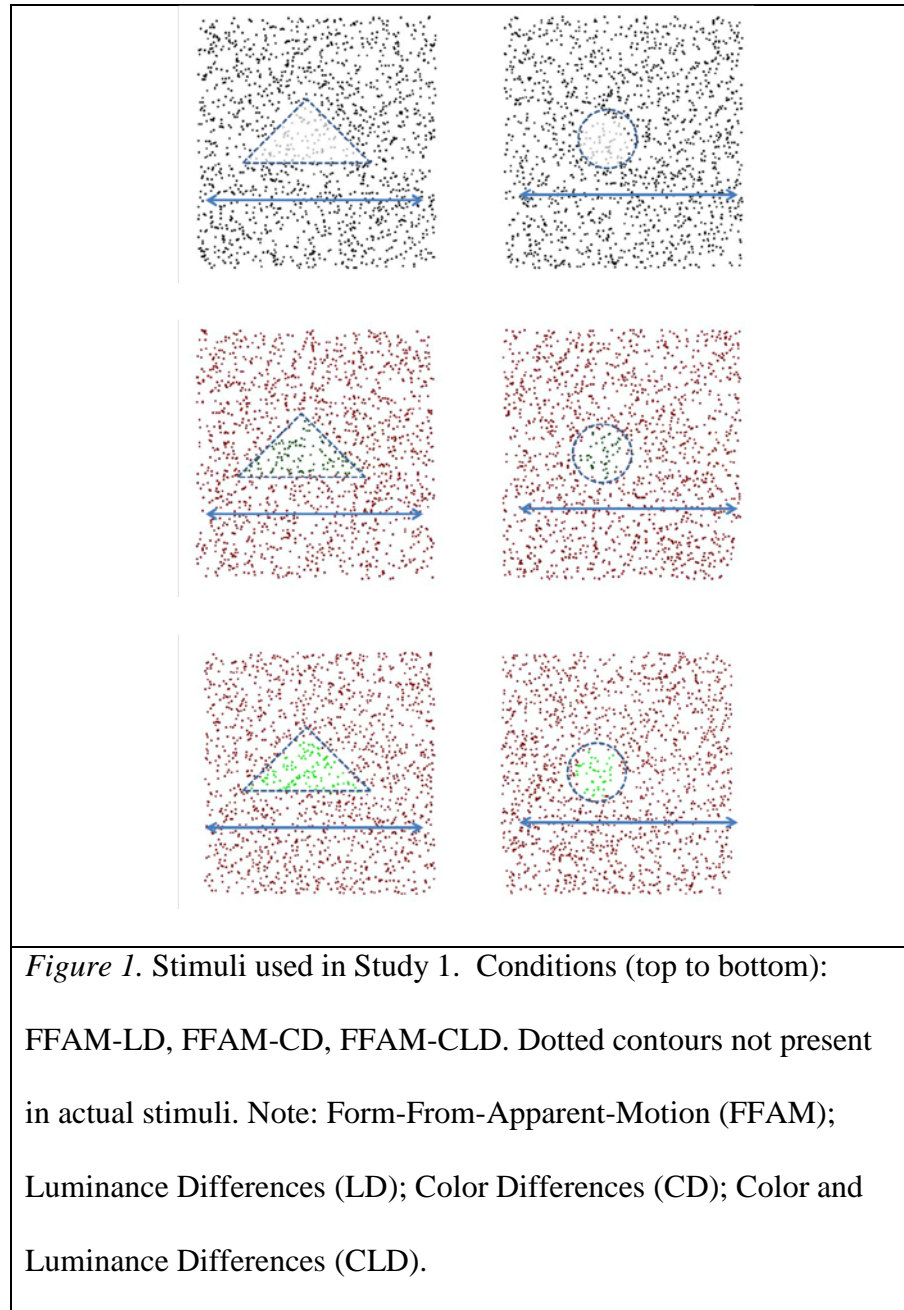 Figure 1. Stimuli used in Study 1.  Conditions (top to bottom):
FFAM-LD, FFAM-CD, FFAM-CLD. Dotted contours not present
in actual stimuli. Note: Form-From-Apparent-Motion (FFAM);
Luminance Differences (LD); Color Differences (CD); Color and
Luminance Differences (CLD).